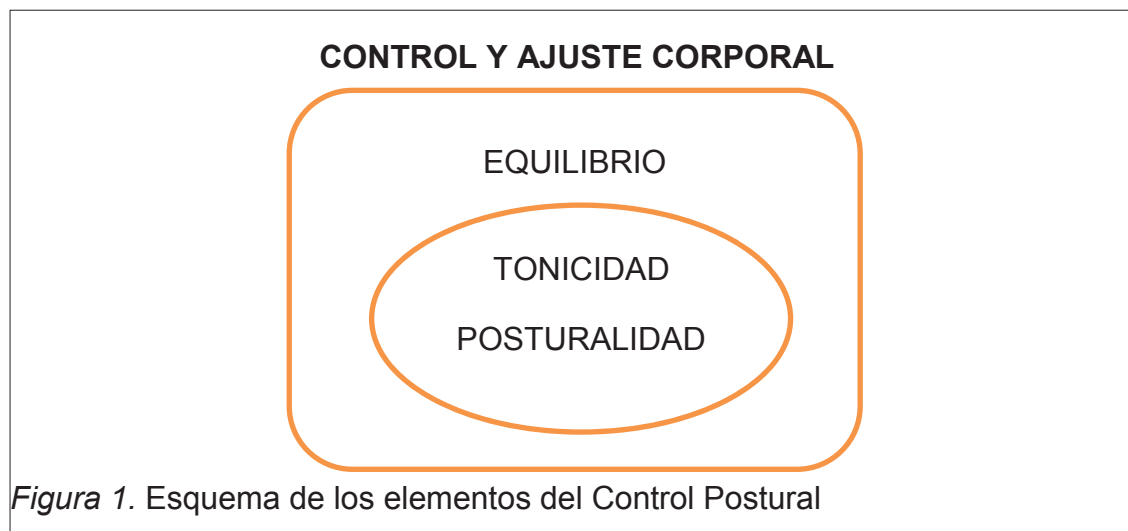 CONTROL Y AJUSTE CORPORAL
EQUILIBRIO
TONICIDAD
POSTURALIDAD
Figura 1. Esquema de los elementos del Control Postural